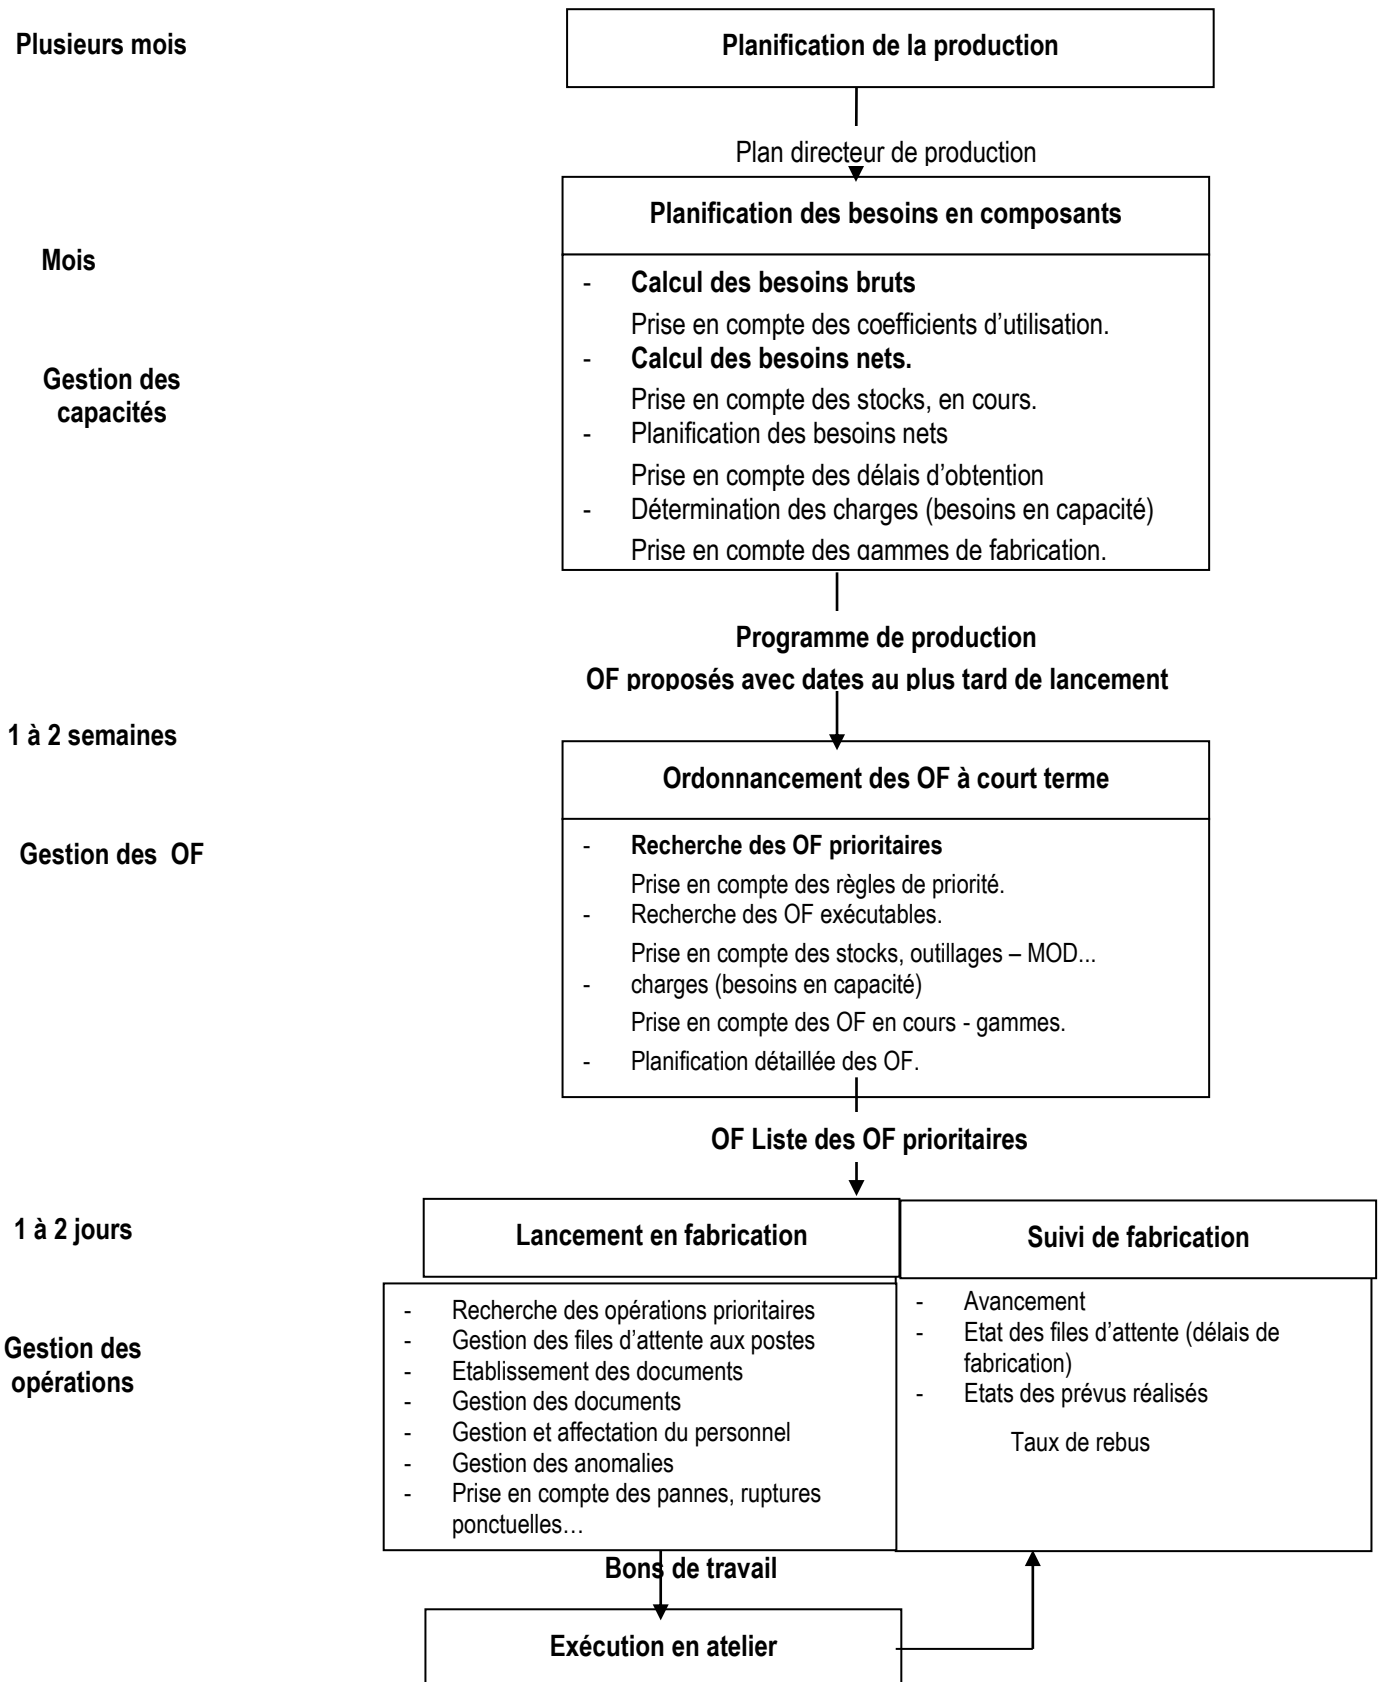 Plusieurs mois
Planification de la production
Plan directeur de production
Planification des besoins en composants
Mois
Gestion des
capacités
- Calcul des besoins bruts
Prise en compte des coefficients d'utilisation.
- Calcul des besoins nets.
Prise en compte des stocks, en cours.
- Planification des besoins nets
Prise en compte des délais d'obtention
- Détermination des charges (besoins en capacité)
Prise en compte des gammes de fabrication.
Programme de production
OF proposés avec dates au plus tard de lancement
1 à 2 semaines
Ordonnancement des OF à court terme
Gestion des OF
- Recherche des OF prioritaires
Prise en compte des règles de priorité.
- Recherche des OF exécutables.
Prise en compte des stocks, outillages – MOD...
- charges (besoins en capacité)
Prise en compte des OF en cours - gammes.
- Planification détaillée des OF.
OF Liste des OF prioritaires
1 à 2 jours
Lancement en fabrication
Suivi de fabrication
Gestion des
opérations
- Recherche des opérations prioritaires
- Gestion des files d'attente aux postes
- Etablissement des documents
- Gestion des documents
- Gestion et affectation du personnel
- Gestion des anomalies
- Prise en compte des pannes, ruptures
ponctuelles…
- Avancement
- Etat des files d'attente (délais de
fabrication)
- Etats des prévus réalisés
Taux de rebus
Bons de travail
Exécution en atelier